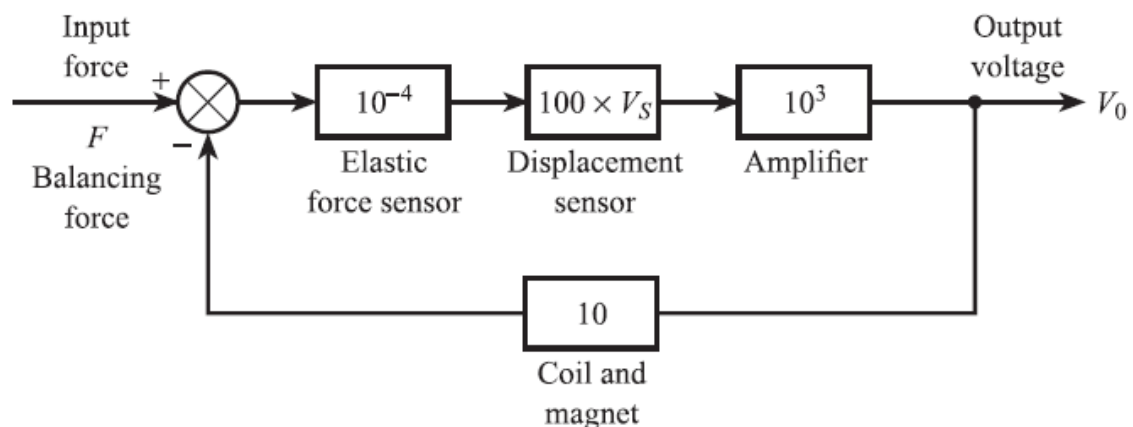 Input
force
+
F
−
Balancing
force
10⁻⁴
Elastic
force sensor
100 × V_S
Displacement
sensor
10³
Amplifier
Output
voltage
V₀
10
Coil and
magnet